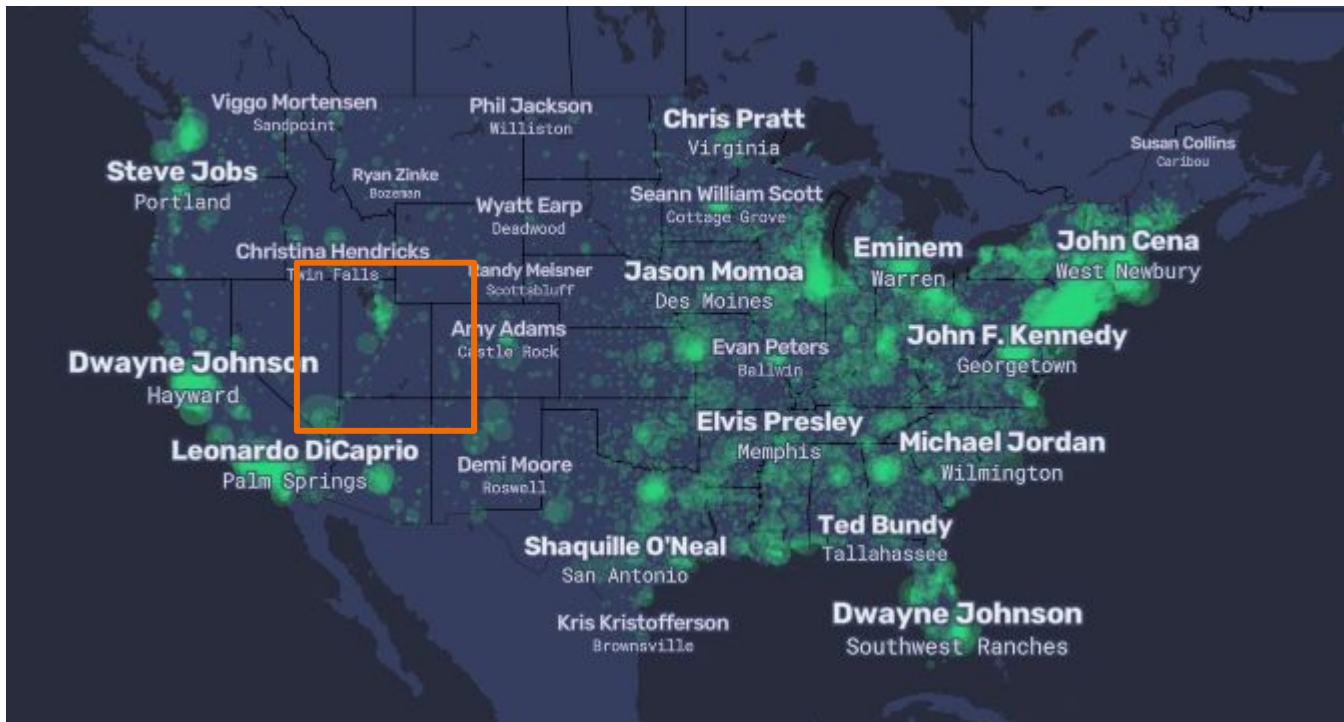 Viggo Mortensen
Sandpoint
Phil Jackson
Williston
Chris Pratt
Virginia
Susan Collins
Caribou
Steve Jobs
Portland
Ryan Zinke
Bozeman
Wyatt Earp
Deadwood
Seann William Scott
Cottage Grove
Christina Hendricks
Twin Falls
Randy Meisner
Scottsbluff
Jason Momoa
Des Moines
Eminem
Warren
John Cena
West Newbury
Dwayne Johnson
Hayward
Amy Adams
Castle Rock
Evan Peters
Ballwin
John F. Kennedy
Georgetown
Leonardo DiCaprio
Palm Springs
Demi Moore
Roswell
Elvis Presley
Memphis
Michael Jordan
Wilmington
Shaquille O'Neal
San Antonio
Ted Bundy
Tallahassee
Kris Kristofferson
Brownsville
Dwayne Johnson
Southwest Ranches